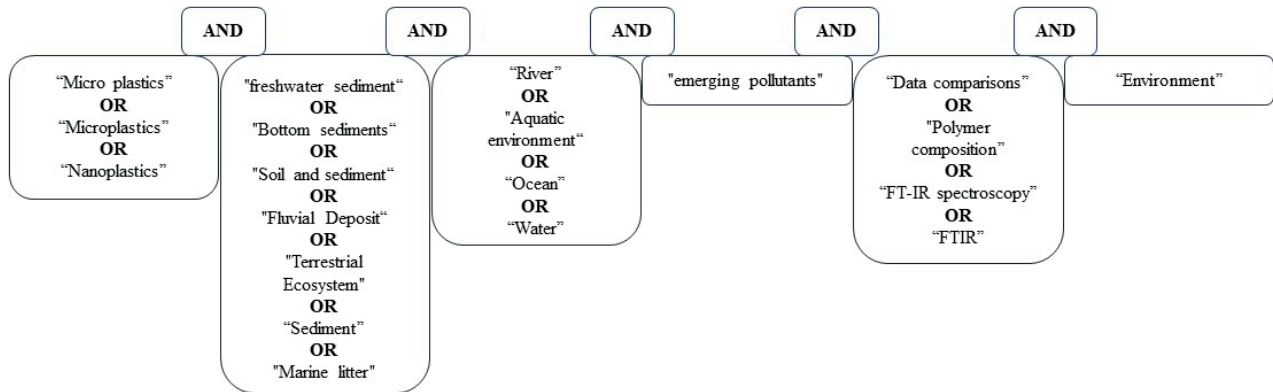 AND
AND
AND
AND
AND
“Micro plastics”
OR
“Microplastics”
OR
“Nanoplastics”
"freshwater sediment“
OR
"Bottom sediments“
OR
"Soil and sediment“
OR
"Fluvial Deposit“
OR
"Terrestrial
Ecosystem"
OR
“Sediment”
OR
"Marine litter"
“River”
OR
"Aquatic
environment“
OR
“Ocean”
OR
“Water”
"emerging pollutants"
“Data comparisons”
OR
"Polymer
composition”
OR
“FT-IR spectroscopy”
OR
“FTIR”
“Environment”